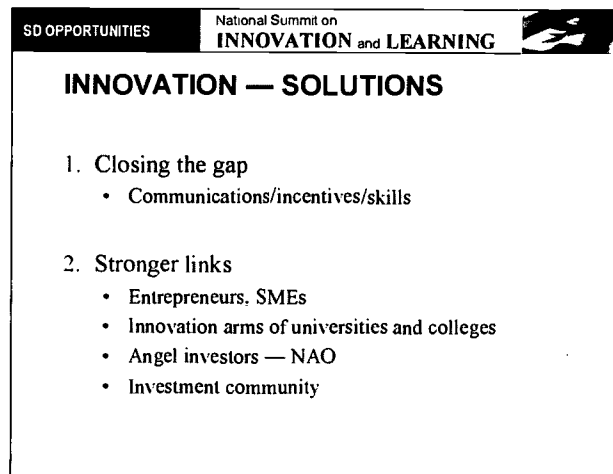 SD OPPORTUNITIES
National Summit on
INNOVATION and LEARNING
INNOVATION — SOLUTIONS
1. Closing the gap
• Communications/incentives/skills
2. Stronger links
• Entrepreneurs, SMEs
• Innovation arms of universities and colleges
• Angel investors — NAO
• Investment community